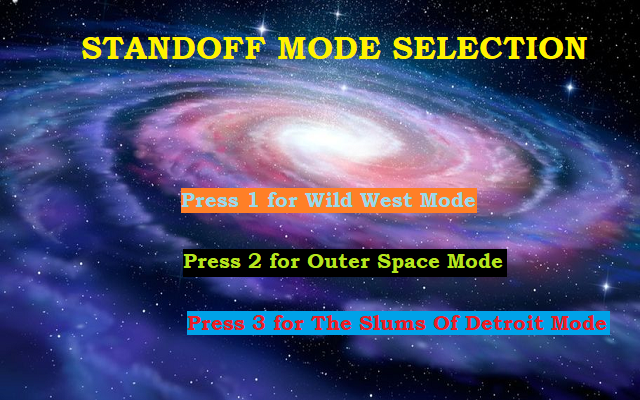 STANDOFF MODE SELECTION
Press 1 for Wild West Mode
Press 2 for Outer Space Mode
Press 3 for The Slums Of Detroit Mode